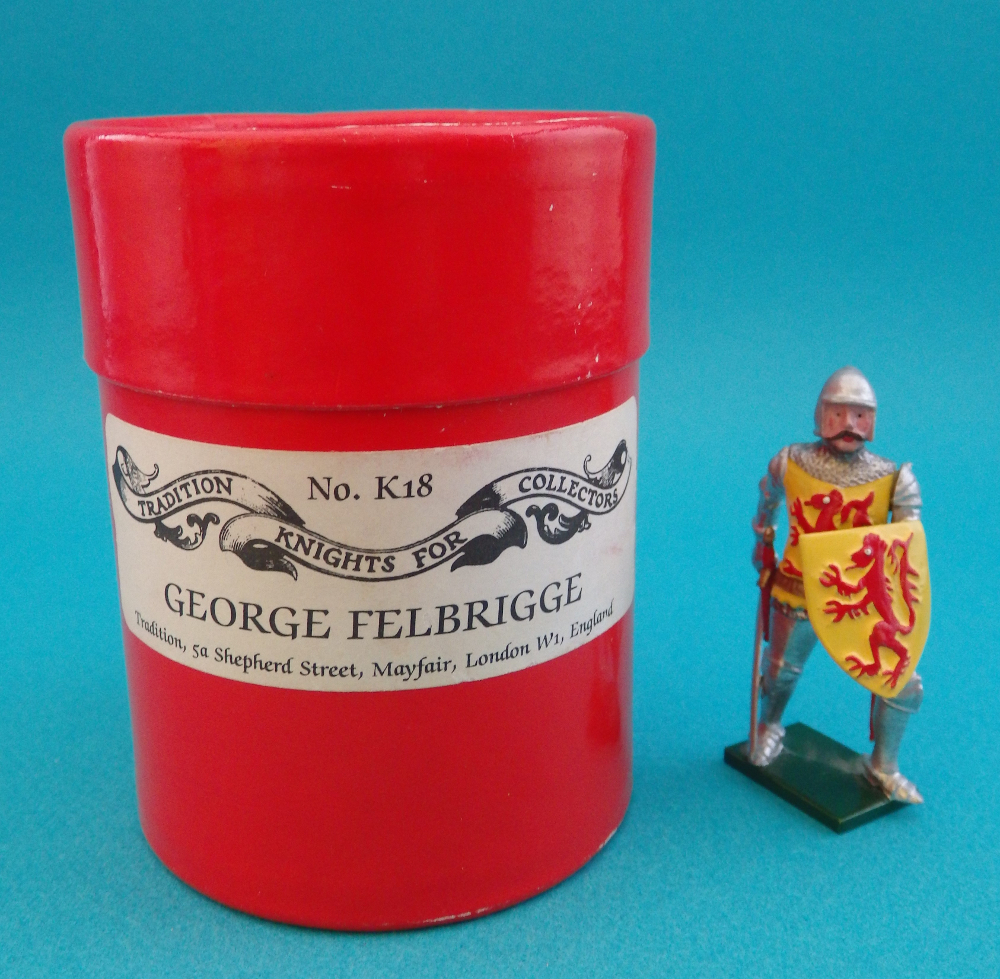 No. K18
TRADITION KNIGHTS FOR COLLECTORS
GEORGE FELBRIGGE
Tradition, 5a Shepherd Street, Mayfair, London W1, England